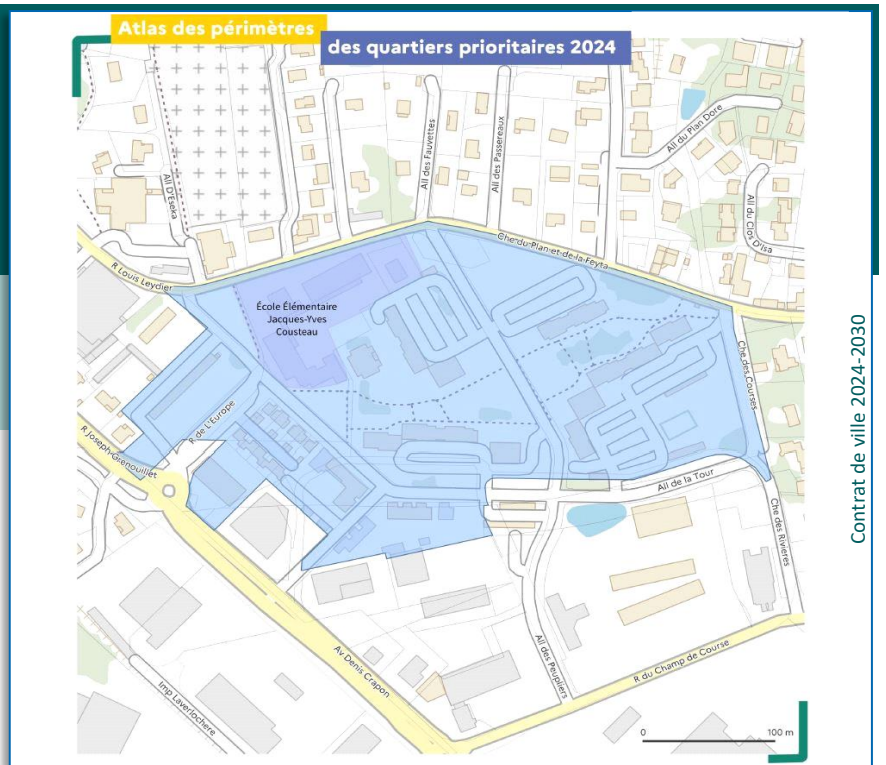 Atlas des périmètres
des quartiers prioritaires 2024
All D'Eseka
All des Fauvettes
All des Passereaux
All du Plan Dore
All du Clos D'Isa
R Louis Leydier
Che du Plan et de la Feyta
École Élémentaire
Jacques-Yves
Cousteau
Che des Courses
R de L'Europe
R Joseph Grenouillet
All de la Tour
Che des Rivieres
All des Peupliers
Av Denis Crapon
R du Champ de Course
Imp Laverlochere
0 100 m
Contrat de ville 2024-2030